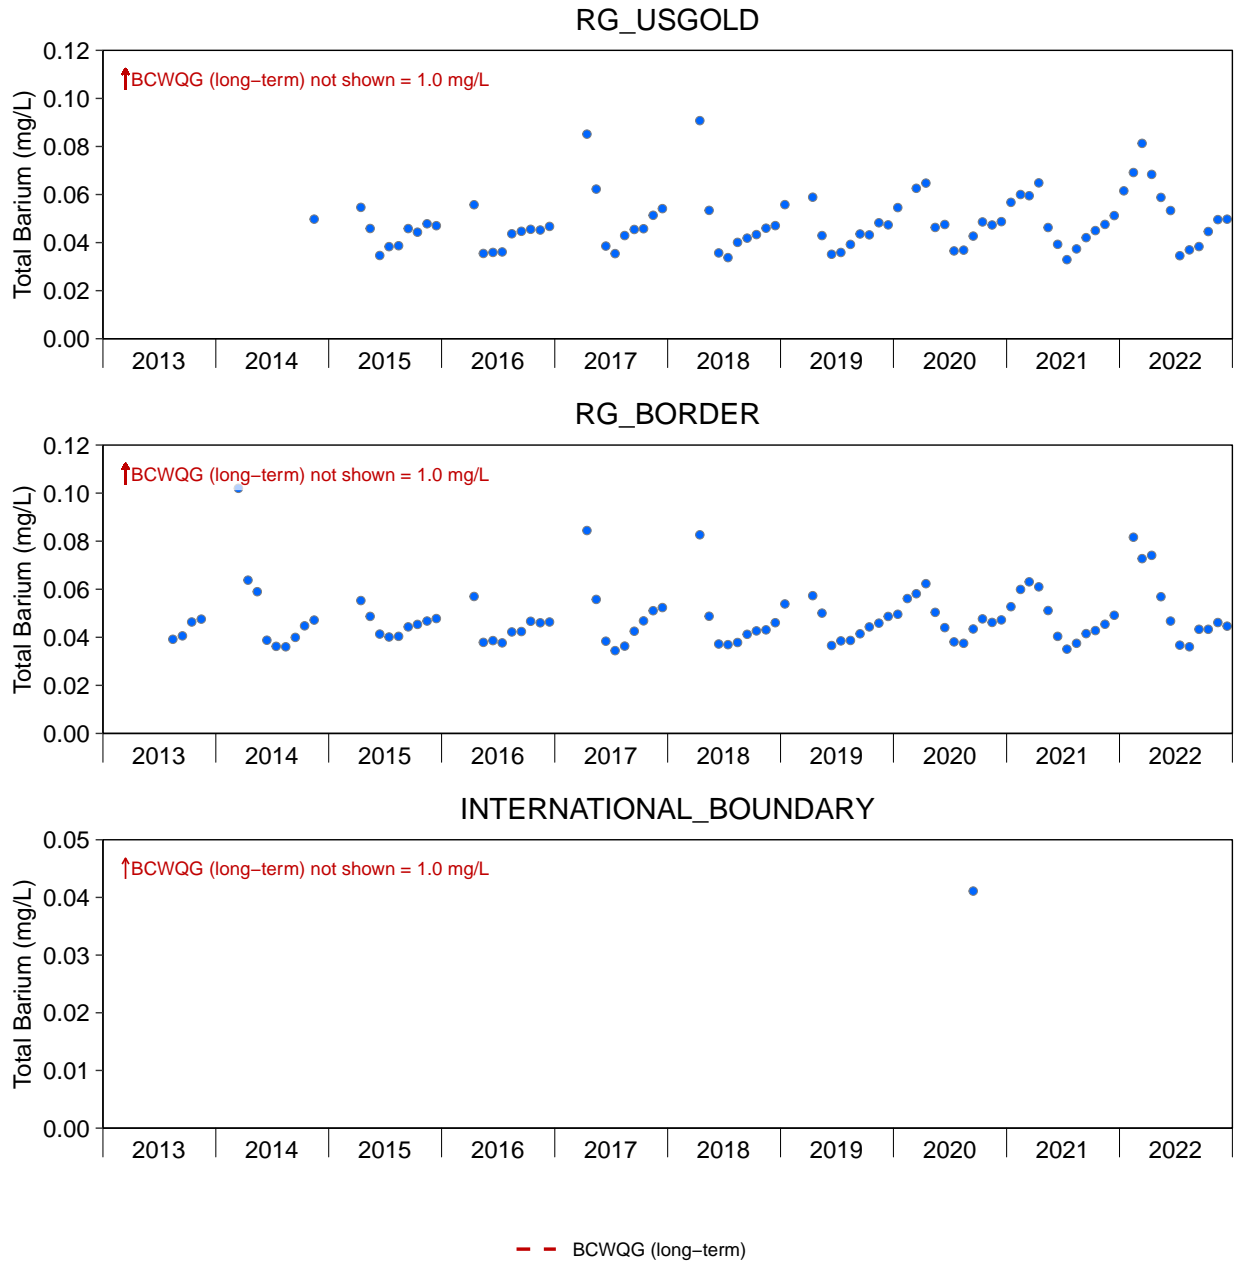 RG_USGOLD
0.12
0.10
0.08
0.06
0.04
0.02
0.00
Total Barium (mg/L)
BCWQG (long−term) not shown = 1.0 mg/L
2013 2014 2015 2016 2017 2018 2019 2020 2021 2022
RG_BORDER
0.12
0.10
0.08
0.06
0.04
0.02
0.00
Total Barium (mg/L)
BCWQG (long−term) not shown = 1.0 mg/L
2013 2014 2015 2016 2017 2018 2019 2020 2021 2022
INTERNATIONAL_BOUNDARY
0.05
0.04
0.03
0.02
0.01
0.00
Total Barium (mg/L)
BCWQG (long−term) not shown = 1.0 mg/L
2013 2014 2015 2016 2017 2018 2019 2020 2021 2022
BCWQG (long−term)